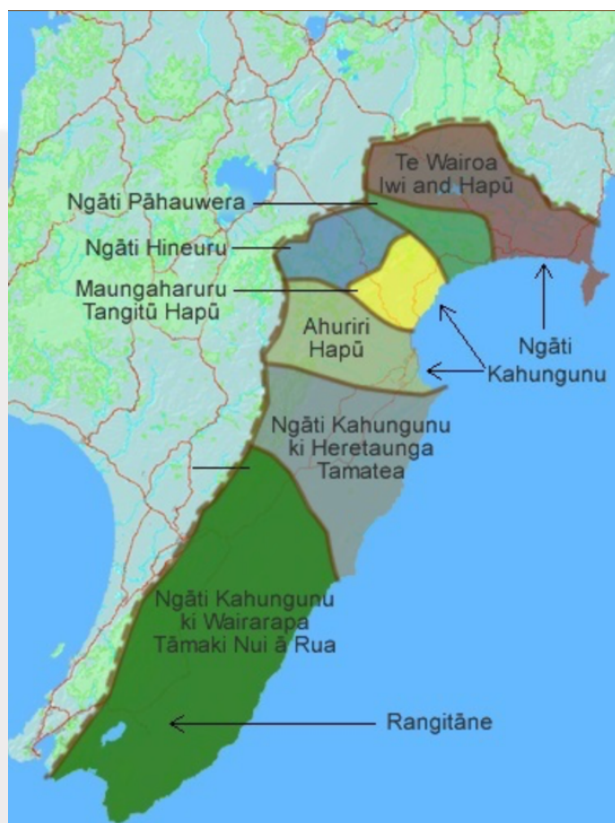 Te Wairoa
Iwi and Hapū
Ngāti Pāhauwera
Ngāti Hineuru
Maungaharuru
Tangitū Hapū
Ahuriri
Hapū
Ngāti
Kahungunu
Ngāti Kahungunu
ki Heretaunga
Tamatea
Ngāti Kahungunu
ki Wairarapa
Tāmaki Nui ā Rua
Rangitāne